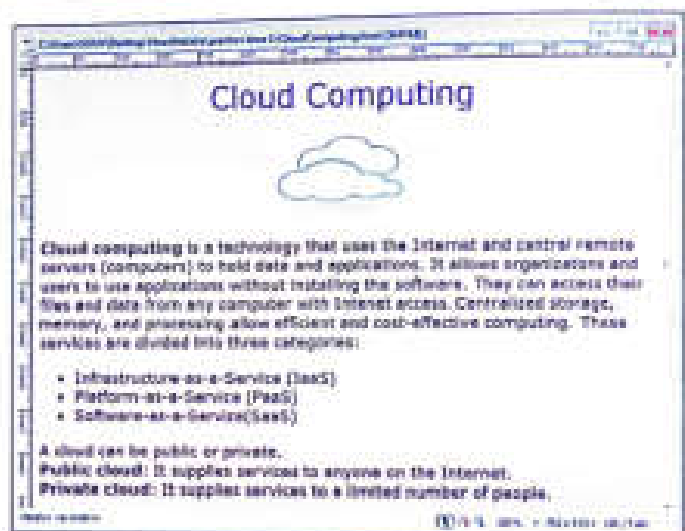 Cloud Computing
Cloud computing is a technology that uses the Internet and central remote
servers (computers) to hold data and applications. It allows organizations and
users to use applications without installing the software. They can access their
files and data from any computer with Internet access. Centralized storage,
memory, and processing allow efficient and cost-effective computing. These
services are divided into three categories:
• Infrastructure-as-a-Service (IaaS)
• Platform-as-a-Service (PaaS)
• Software-as-a-Service(SaaS)
A cloud can be public or private.
Public cloud: It supplies services to anyone on the Internet.
Private cloud: It supplies services to a limited number of people.